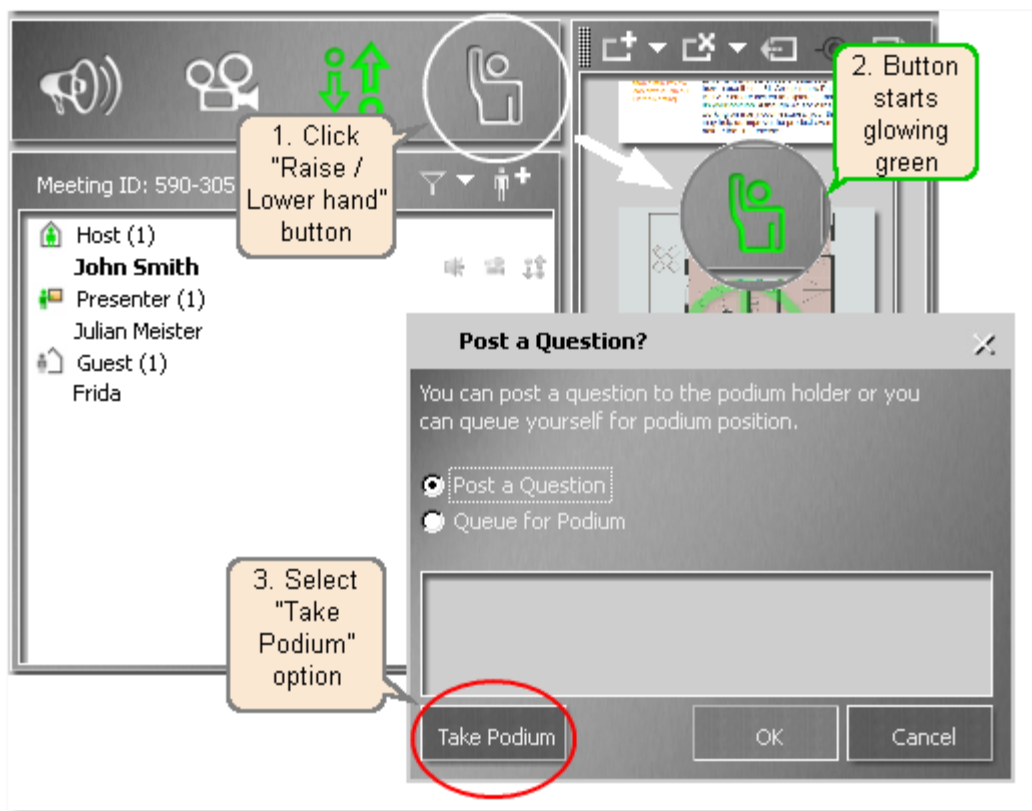 2. Button
starts
glowing
green
1. Click
"Raise /
Lower hand"
button
Meeting ID: 590-305
Host (1)
John Smith
Presenter (1)
Julian Meister
Guest (1)
Frida
Post a Question?
You can post a question to the podium holder or you
can queue yourself for podium position.
Post a Question
Queue for Podium
3. Select
"Take
Podium"
option
Take Podium
OK
Cancel